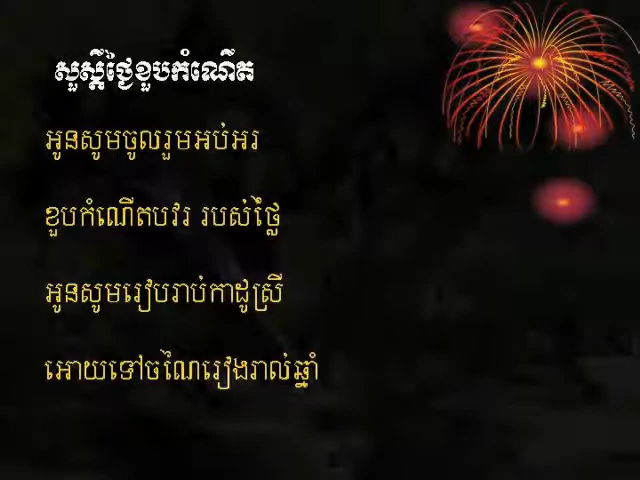 សួស្តីថ្ងៃខួបកំណើត
អូនសូមចូលរួមអប់អរ
ខួបកំណើតបវរ របស់ថ្លៃ
អូនសូមរៀបរាប់កាដូស្រី
អោយទៅចណៃរៀងរាល់ឆ្នាំ